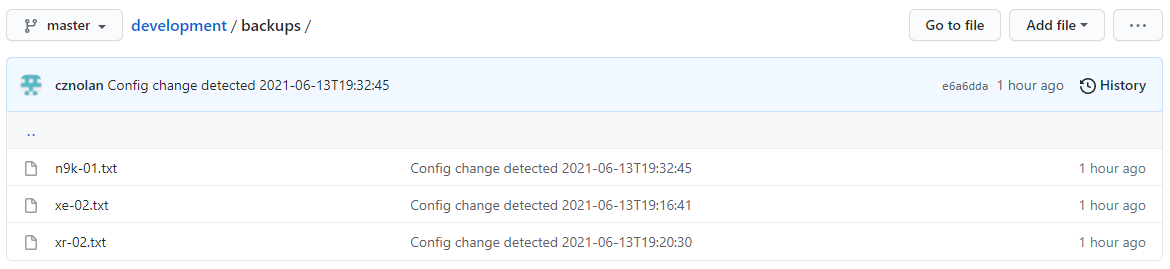 master development / backups / Go to file Add file ...
cznolan Config change detected 2021-06-13T19:32:45 e6a6dda 1 hour ago History
..
n9k-01.txt Config change detected 2021-06-13T19:32:45 1 hour ago
xe-02.txt Config change detected 2021-06-13T19:16:41 1 hour ago
xr-02.txt Config change detected 2021-06-13T19:20:30 1 hour ago